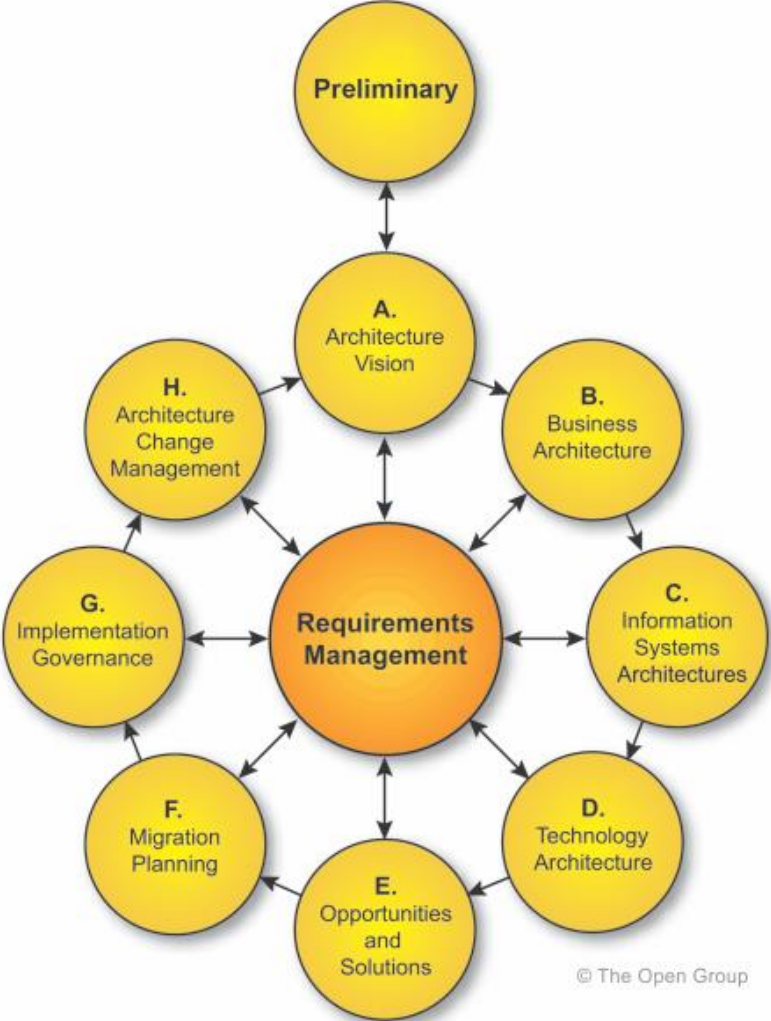 Preliminary
A.
Architecture
Vision
B.
Business
Architecture
C.
Information
Systems
Architectures
D.
Technology
Architecture
E.
Opportunities
and
Solutions
F.
Migration
Planning
G.
Implementation
Governance
H.
Architecture
Change
Management
Requirements
Management
© The Open Group